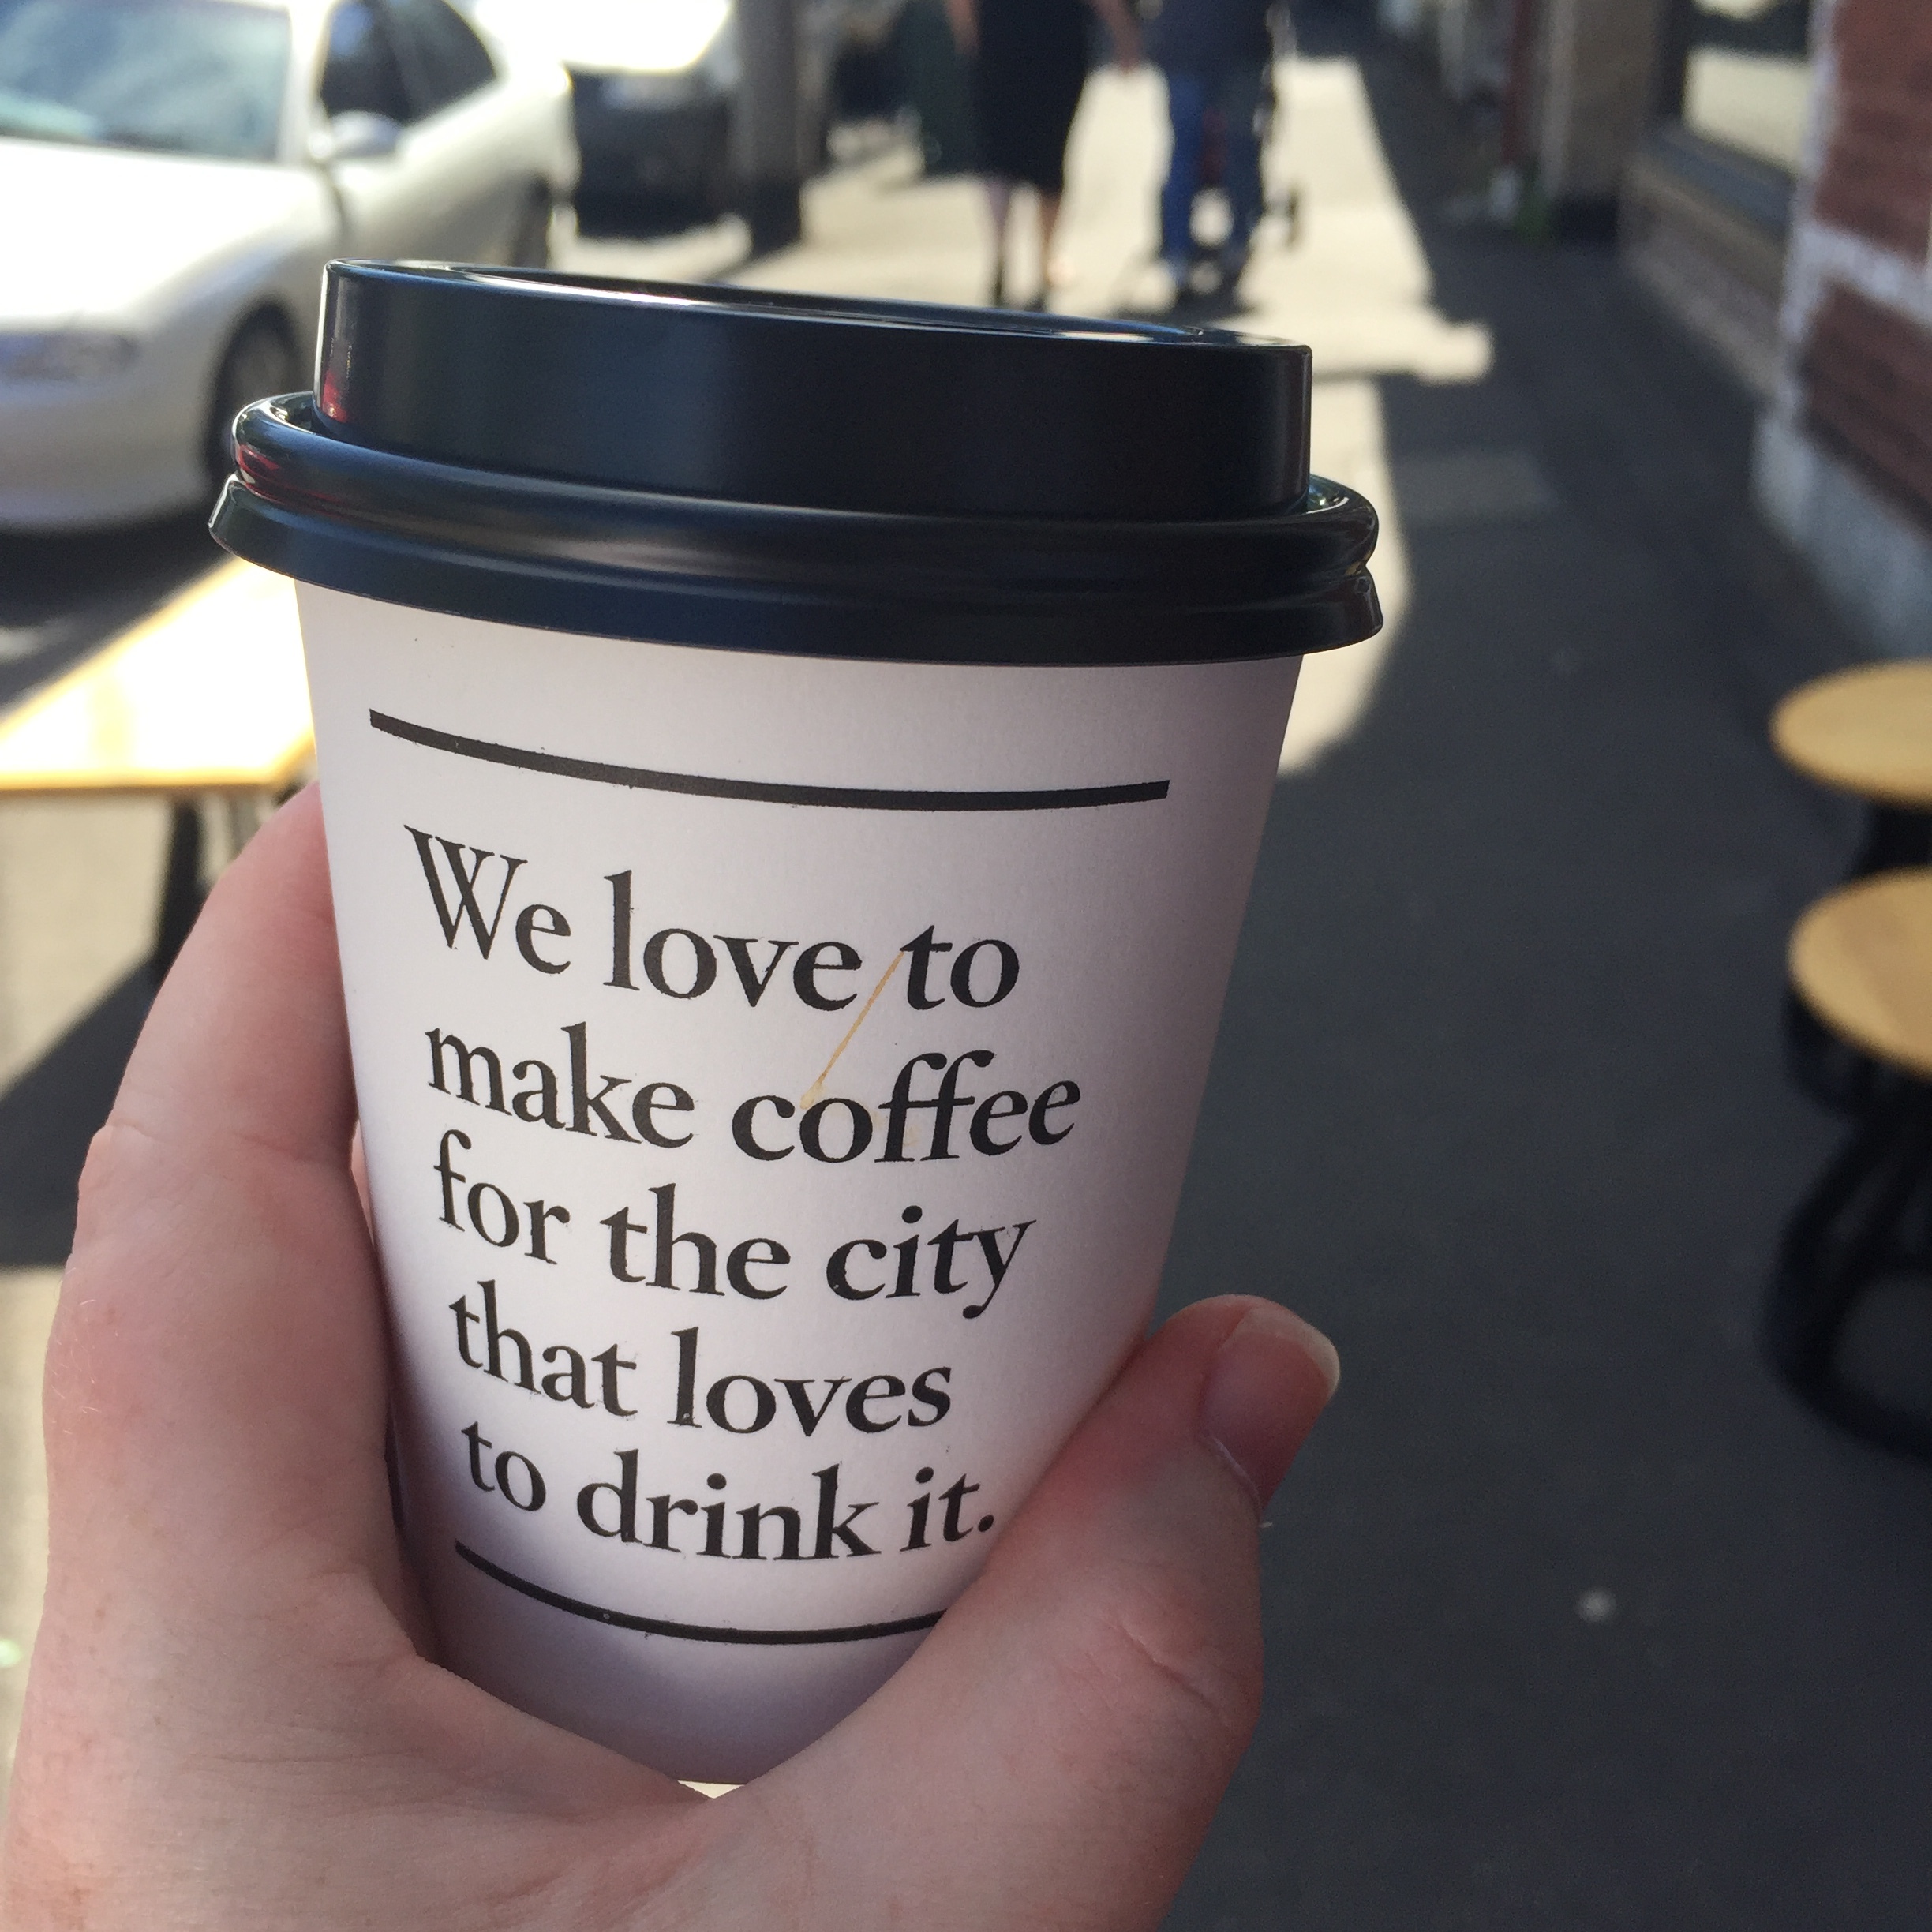 We love to
make coffee
for the city
that loves
to drink it.